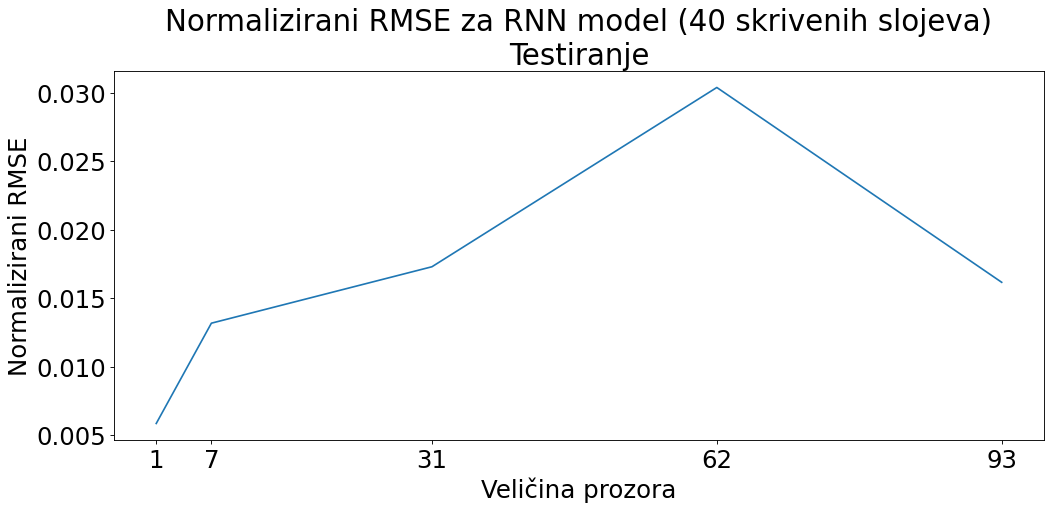 Normalizirani RMSE za RNN model (40 skrivenih slojeva)
Testiranje
Normalizirani RMSE
0.030
0.025
0.020
0.015
0.010
0.005
1 7 31 62 93
Veličina prozora